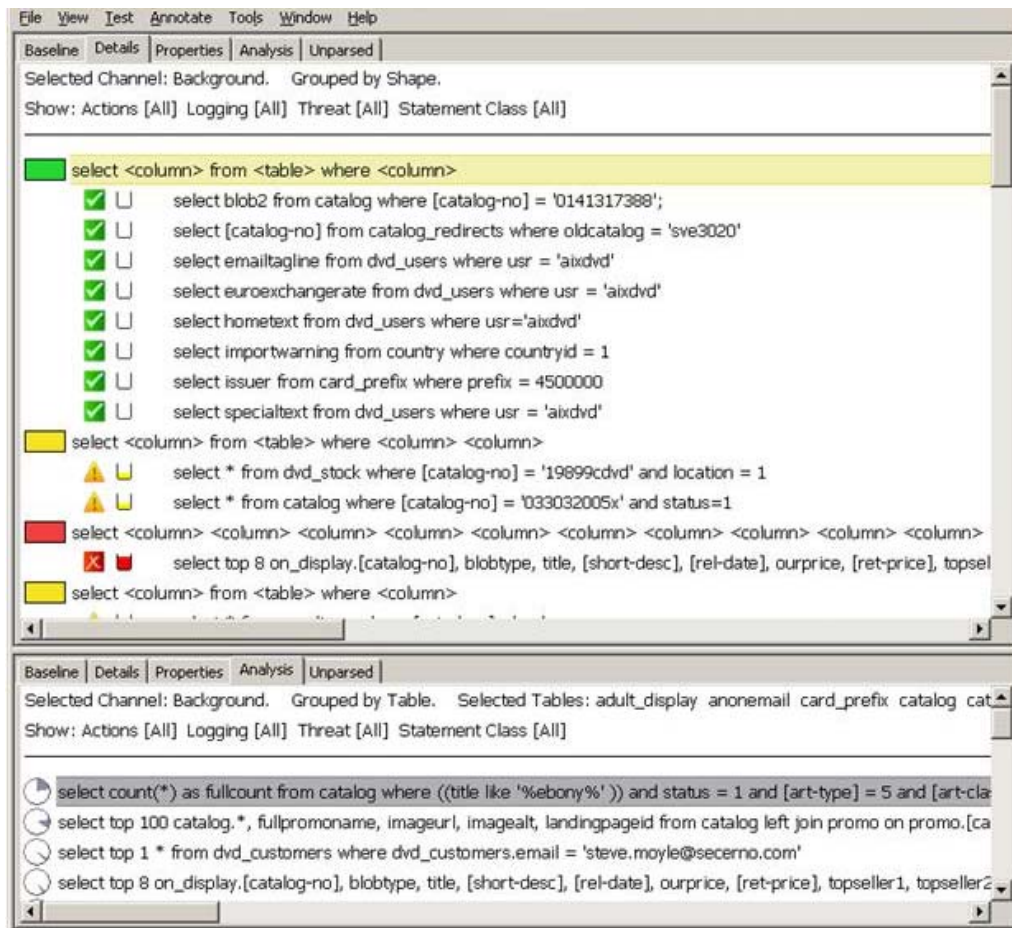 File View Test Annotate Tools Window Help
Baseline Details Properties Analysis Unparsed
Selected Channel: Background. Grouped by Shape.
Show: Actions [All] Logging [All] Threat [All] Statement Class [All]
select <column> from <table> where <column>
select blob2 from catalog where [catalog-no] = '0141317388';
select [catalog-no] from catalog_redirects where oldcatalog = 'sve3020'
select emailtagline from dvd_users where usr = 'aixdvd'
select euroexchangerate from dvd_users where usr = 'aixdvd'
select hometext from dvd_users where usr='aixdvd'
select importwarning from country where countryid = 1
select issuer from card_prefix where prefix = 4500000
select specialtext from dvd_users where usr = 'aixdvd'
select <column> from <table> where <column> <column>
select * from dvd_stock where [catalog-no] = '19899cdvd' and location = 1
select * from catalog where [catalog-no] = '033032005x' and status=1
select <column> <column> <column> <column> <column> <column> <column> <column> <column>
select top 8 on_display.[catalog-no], blobtype, title, [short-desc], [rel-date], ourprice, [ret-price], topsel
select <column> from <table> where <column>
Baseline Details Properties Analysis Unparsed
Selected Channel: Background. Grouped by Table. Selected Tables: adult_display anonemail card_prefix catalog cat
Show: Actions [All] Logging [All] Threat [All] Statement Class [All]
select count(*) as fullcount from catalog where ((title like '%ebony%' )) and status = 1 and [art-type] = 5 and [art-cla
select top 100 catalog.*, fullpromoname, imageurl, imagealt, landingpageid from catalog left join promo on promo.[ca
select top 1 * from dvd_customers where dvd_customers.email = 'steve.moyle@secerno.com'
select top 8 on_display.[catalog-no], blobtype, title, [short-desc], [rel-date], ourprice, [ret-price], topseller1, topseller2